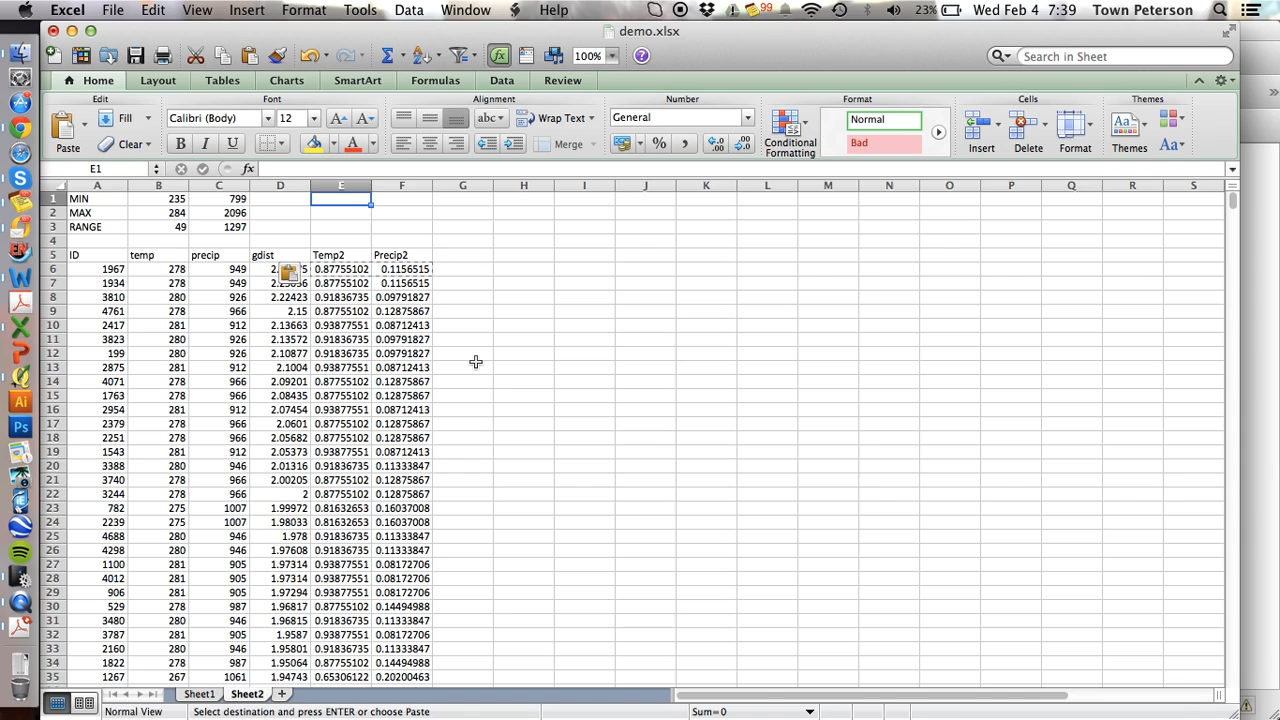 Excel File Edit View Insert Format Tools Data Window Help 99 23% Wed Feb 4 7:39 Town Peterson
demo.xlsx
100% Search in Sheet
Home Layout Tables Charts SmartArt Formulas Data Review
Edit Font Alignment Number Format Cells Themes
Paste Fill Calibri (Body) 12 abc Wrap Text General Conditional Formatting Normal Insert Delete Format Themes Aa
Clear B I U A Merge % Bad
E1 fx
A B C D E F G H I J K L M N O P Q R S
1 MIN 235 799
2 MAX 284 2096
3 RANGE 49 1297
4
5 ID temp precip gdist Temp2 Precip2
6 1967 278 949 0.87755102 0.1156515
7 1934 278 949 0.87755102 0.1156515
8 3810 280 926 2.22423 0.91836735 0.09791827
9 4761 278 966 2.15 0.87755102 0.12875867
10 2417 281 912 2.13663 0.93877551 0.08712413
11 3823 280 926 2.13572 0.91836735 0.09791827
12 199 280 926 2.10877 0.91836735 0.09791827
13 2875 281 912 2.1004 0.93877551 0.08712413
14 4071 278 966 2.09201 0.87755102 0.12875867
15 1763 278 966 2.08435 0.87755102 0.12875867
16 2954 281 912 2.07454 0.93877551 0.08712413
17 2379 278 966 2.0601 0.87755102 0.12875867
18 2251 278 966 2.05682 0.87755102 0.12875867
19 1543 281 912 2.05373 0.93877551 0.08712413
20 3388 280 946 2.01316 0.91836735 0.11333847
21 3740 278 966 2.00205 0.87755102 0.12875867
22 3244 278 966 2 0.87755102 0.12875867
23 782 275 1007 1.99972 0.81632653 0.16037008
24 2239 275 1007 1.98033 0.81632653 0.16037008
25 4688 280 946 1.978 0.91836735 0.11333847
26 4298 280 946 1.97608 0.91836735 0.11333847
27 1100 281 905 1.97314 0.93877551 0.08172706
28 4012 281 905 1.97314 0.93877551 0.08172706
29 906 281 905 1.97294 0.93877551 0.08172706
30 529 278 987 1.96817 0.87755102 0.14494988
31 3480 280 946 1.96815 0.91836735 0.11333847
32 3787 281 905 1.9587 0.93877551 0.08172706
33 2160 280 946 1.95801 0.91836735 0.11333847
34 1822 278 987 1.95064 0.87755102 0.14494988
35 1267 267 1061 1.94743 0.65306122 0.20200463
Sheet1 Sheet2
Normal View Select destination and press ENTER or choose Paste Sum=0